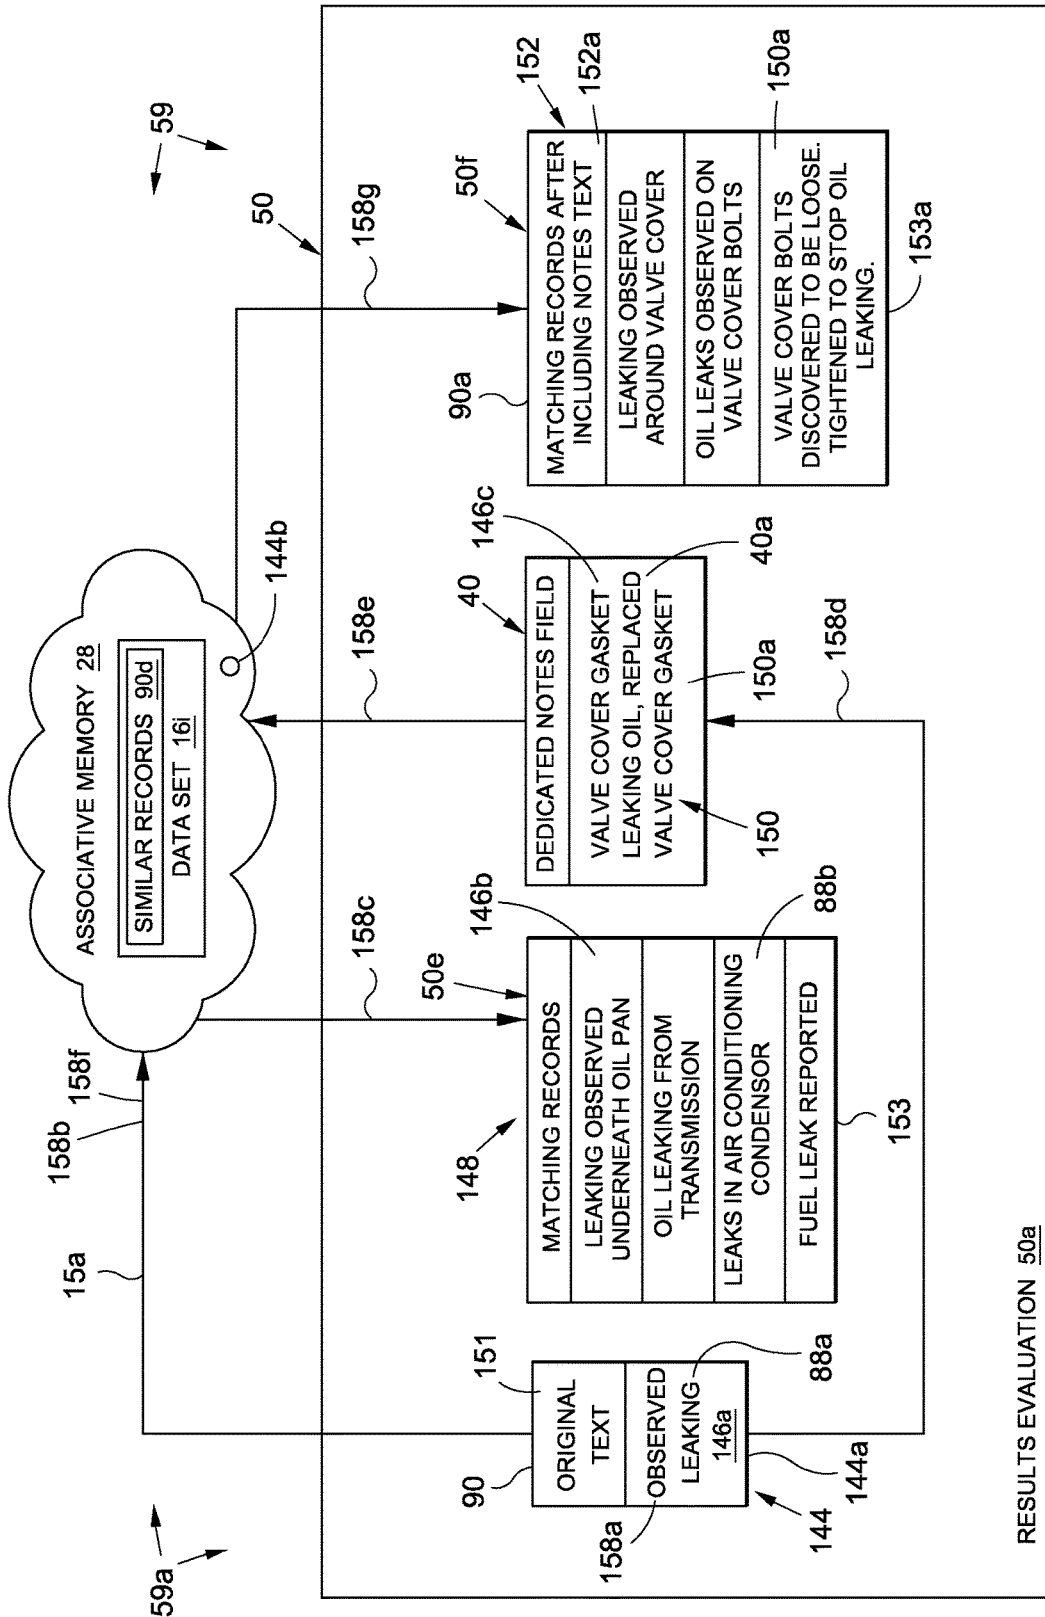 59a
59
ASSOCIATIVE MEMORY 28
SIMILAR RECORDS 90d
DATA SET 16i
144b
15a
158b
158f
158c
158e
158g
50
90
151
ORIGINAL
TEXT
OBSERVED
LEAKING
146a
158a
88a
144a
144
148
50e
146b
MATCHING RECORDS
LEAKING OBSERVED
UNDERNEATH OIL PAN
OIL LEAKING FROM
TRANSMISSION
LEAKS IN AIR CONDITIONING
CONDENSOR
FUEL LEAK REPORTED
88b
153
40
146c
DEDICATED NOTES FIELD
VALVE COVER GASKET
LEAKING OIL, REPLACED
VALVE COVER GASKET
40a
150
150a
158d
90a
50f
152
152a
MATCHING RECORDS AFTER
INCLUDING NOTES TEXT
LEAKING OBSERVED
AROUND VALVE COVER
OIL LEAKS OBSERVED ON
VALVE COVER BOLTS
VALVE COVER BOLTS
DISCOVERED TO BE LOOSE.
TIGHTENED TO STOP OIL
LEAKING.
150a
153a
RESULTS EVALUATION 50a